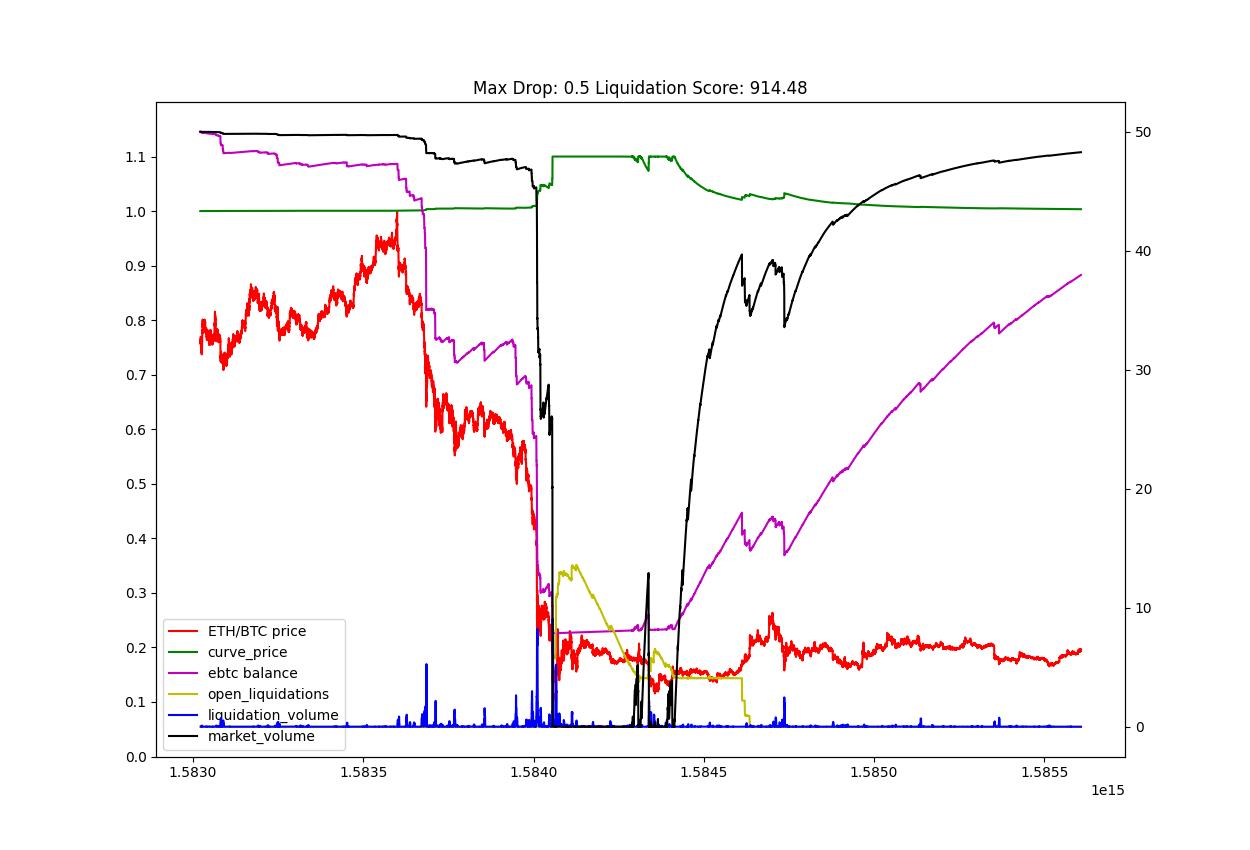 Max Drop: 0.5 Liquidation Score: 914.48
1.1
1.0
0.9
0.8
0.7
0.6
0.5
0.4
0.3
0.2
0.1
0.0
50
40
30
20
10
0
ETH/BTC price
curve_price
ebtc balance
open_liquidations
liquidation_volume
market_volume
1.5830 1.5835 1.5840 1.5845 1.5850 1.5855
1e15